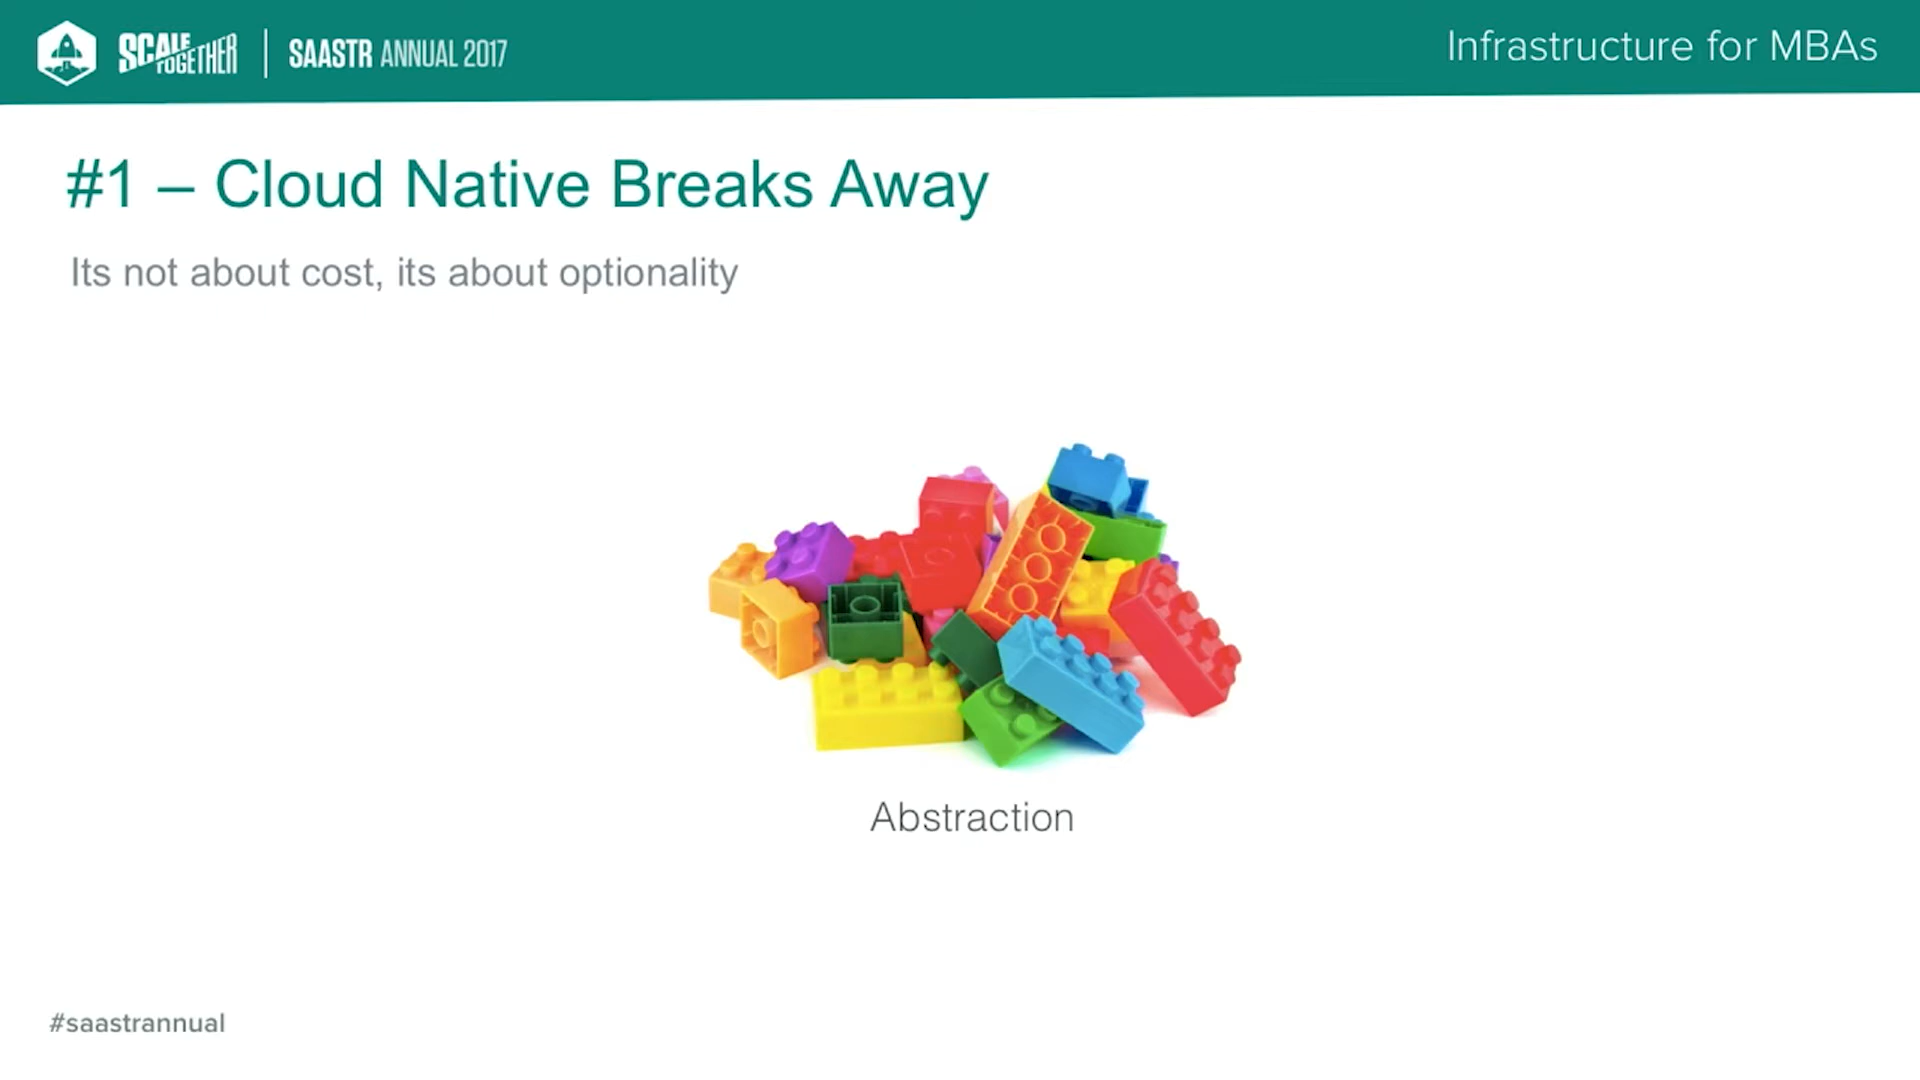 SCALE TOGETHER
SAASTR ANNUAL 2017
Infrastructure for MBAs
#1 – Cloud Native Breaks Away
Its not about cost, its about optionality
Abstraction
#saastrannual